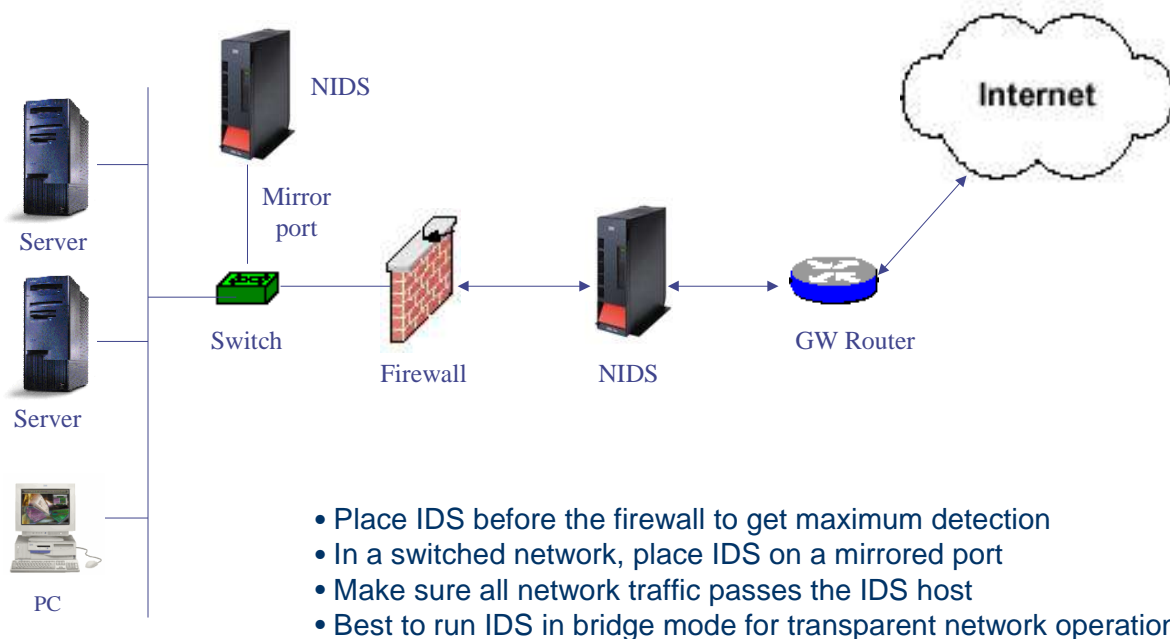 NIDS
Internet
Mirror
port
Server
Switch
Firewall
NIDS
GW Router
Server
PC
• Place IDS before the firewall to get maximum detection
• In a switched network, place IDS on a mirrored port
• Make sure all network traffic passes the IDS host
• Best to run IDS in bridge mode for transparent network operation